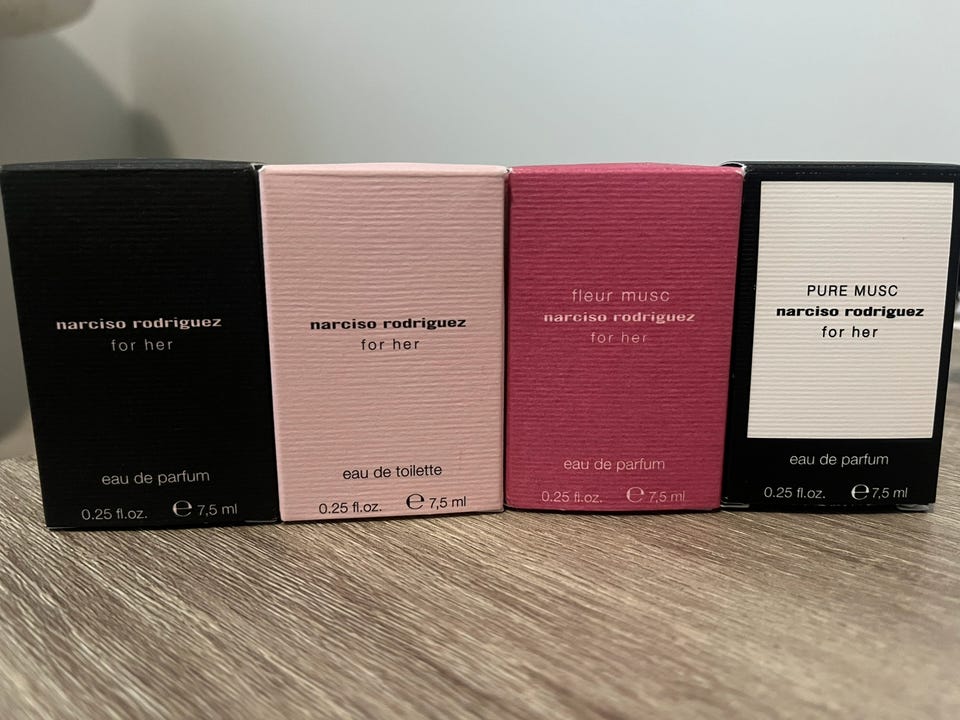 narciso rodriguez
for her
eau de parfum
0.25 fl.oz. ℮ 7,5 ml
narciso rodriguez
for her
eau de toilette
0.25 fl.oz. ℮ 7,5 ml
fleur musc
narciso rodriguez
for her
eau de parfum
0.25 fl.oz. ℮ 7,5 ml
PURE MUSC
narciso rodriguez
for her
eau de parfum
0.25 fl.oz. ℮ 7,5 ml